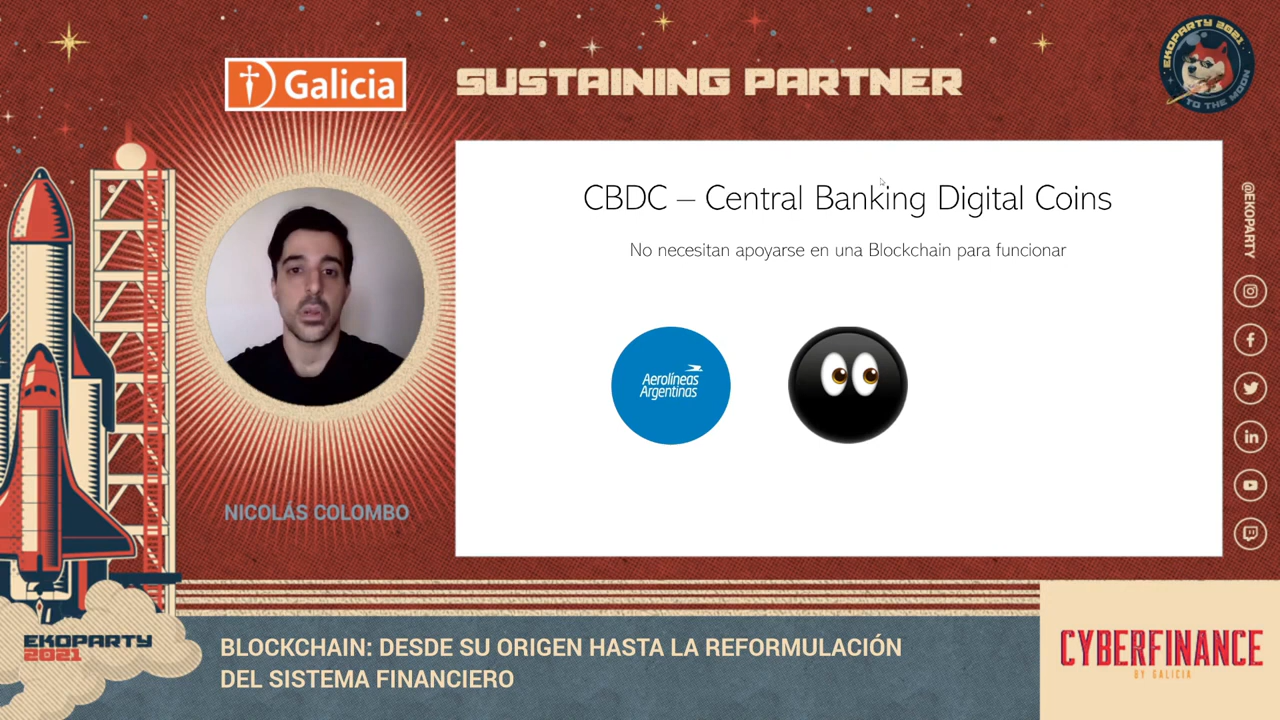 Galicia
SUSTAINING PARTNER
EKOPARTY 2021
TO THE MOON
CBDC – Central Banking Digital Coins
No necesitan apoyarse en una Blockchain para funcionar
Aerolíneas
Argentinas
@EKOPARTY
NICOLÁS COLOMBO
EKOPARTY
2021
BLOCKCHAIN: DESDE SU ORIGEN HASTA LA REFORMULACIÓN
DEL SISTEMA FINANCIERO
CYBERFINANCE
BY GALICIA